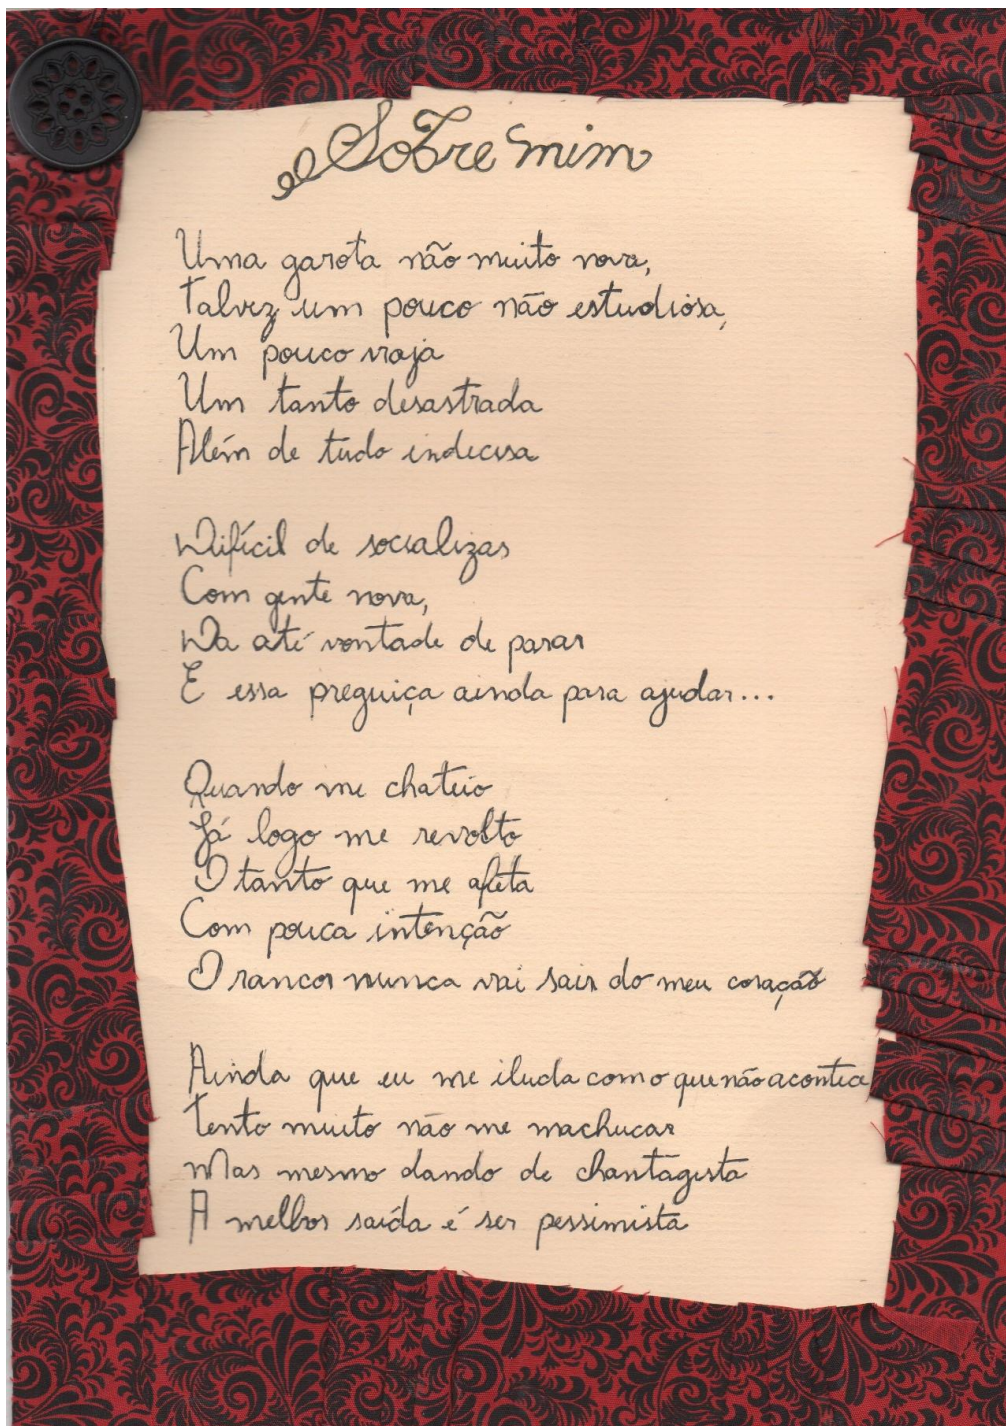 Sobre mim
Uma garota não muito nova,
Talvez um pouco não estudiosa,
Um pouco
Um tanto desastrada
Além de tudo indecisa
Difícil de socializar
Com gente nova,
Da até vontade de parar
E essa preguiça ainda para ajudar...
Quando me chateio
Já logo me revolto
O tanto que me afeta
Com pouca intenção
O rancor nunca vai sair do meu coração
Ainda que eu me iluda com o que não acontece
Tento muito não me machucar
Mas mesmo dando de chantagista
A melhor saída é ser pessimista